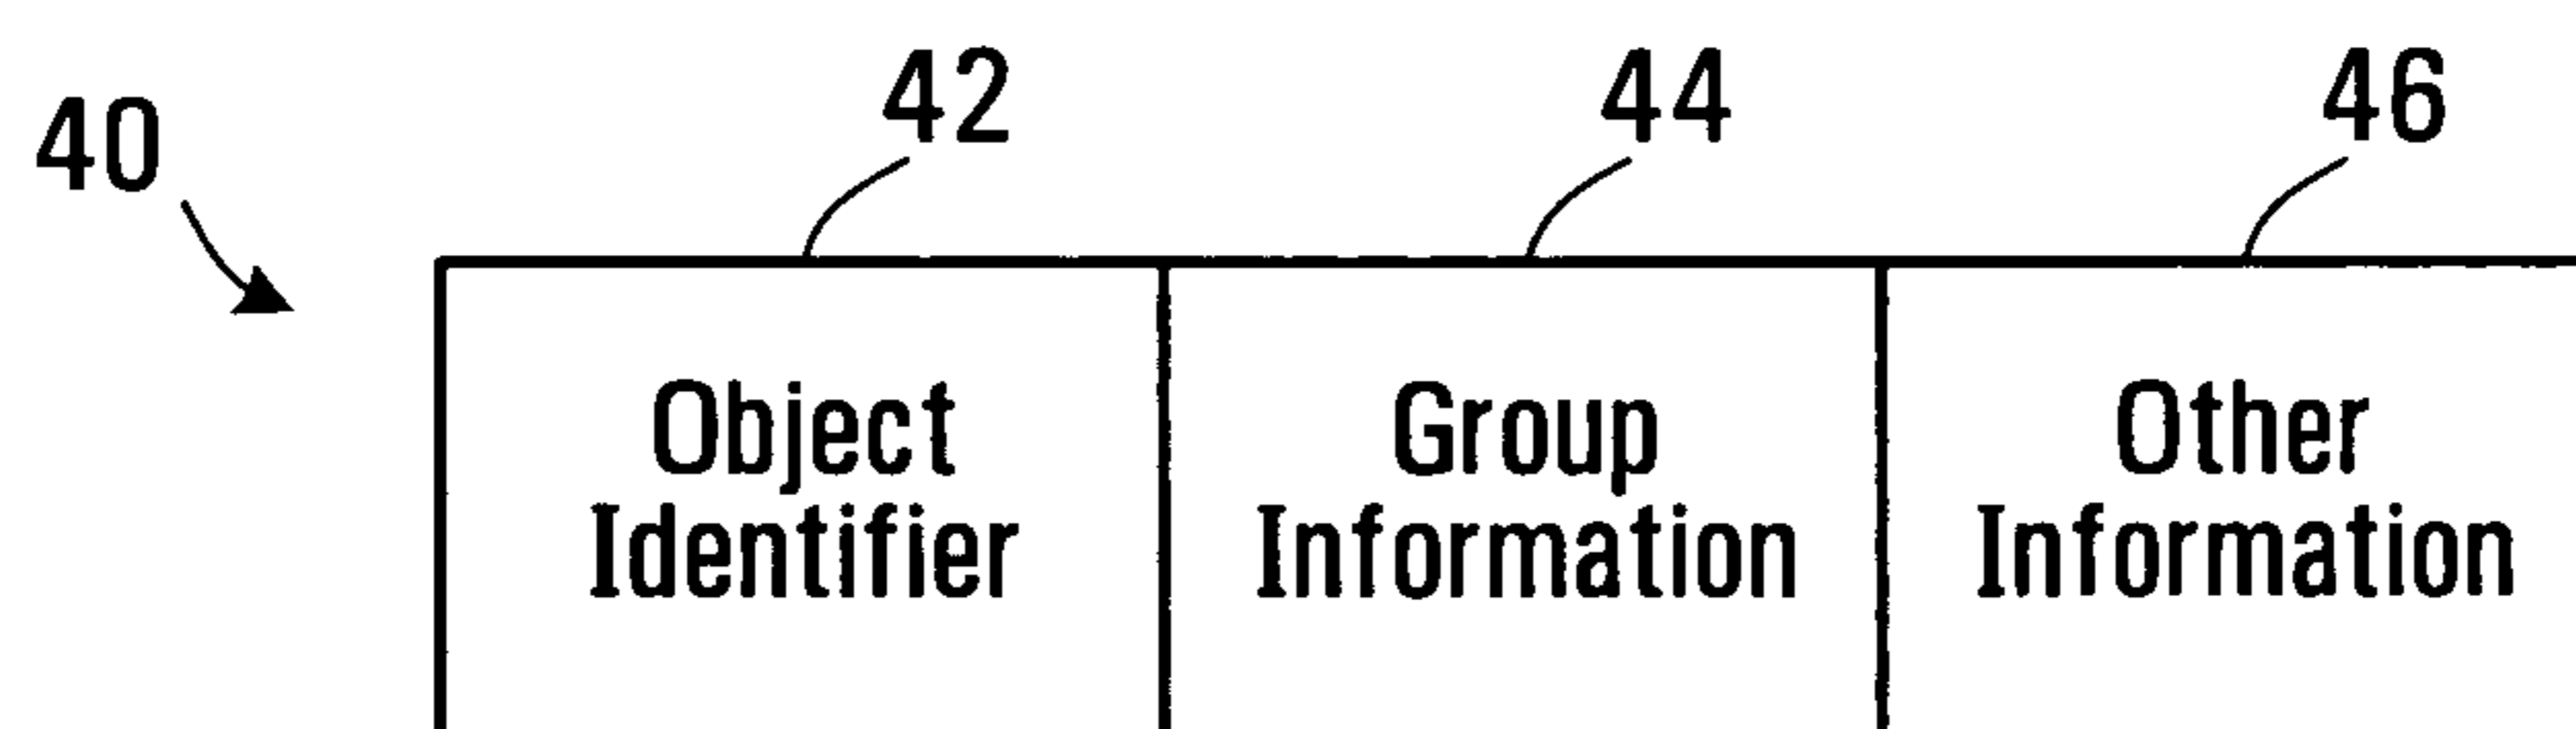 40
42
44
46
Object
Identifier
Group
Information
Other
Information